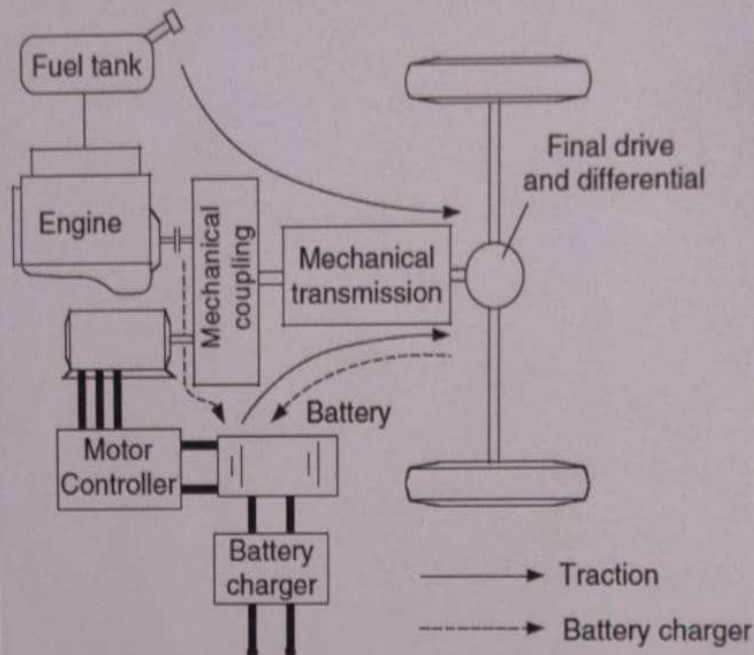 Fuel tank
Final drive
and differential
Engine
Mechanical
coupling
Mechanical
transmission
Battery
Motor
Controller
Battery
charger
Traction
Battery charger